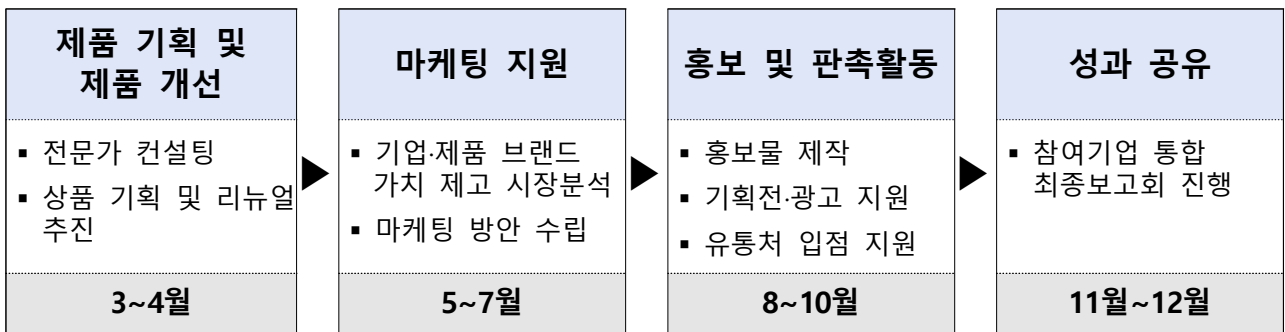 제품 기획 및
제품 개선
▪ 전문가 컨설팅
▪ 상품 기획 및 리뉴얼
추진
3~4월
마케팅 지원
▪ 기업·제품 브랜드
가치 제고 시장분석
▪ 마케팅 방안 수립
5~7월
홍보 및 판촉활동
▪ 홍보물 제작
▪ 기획전·광고 지원
▪ 유통처 입점 지원
8~10월
성과 공유
▪ 참여기업 통합
최종보고회 진행
11월~12월